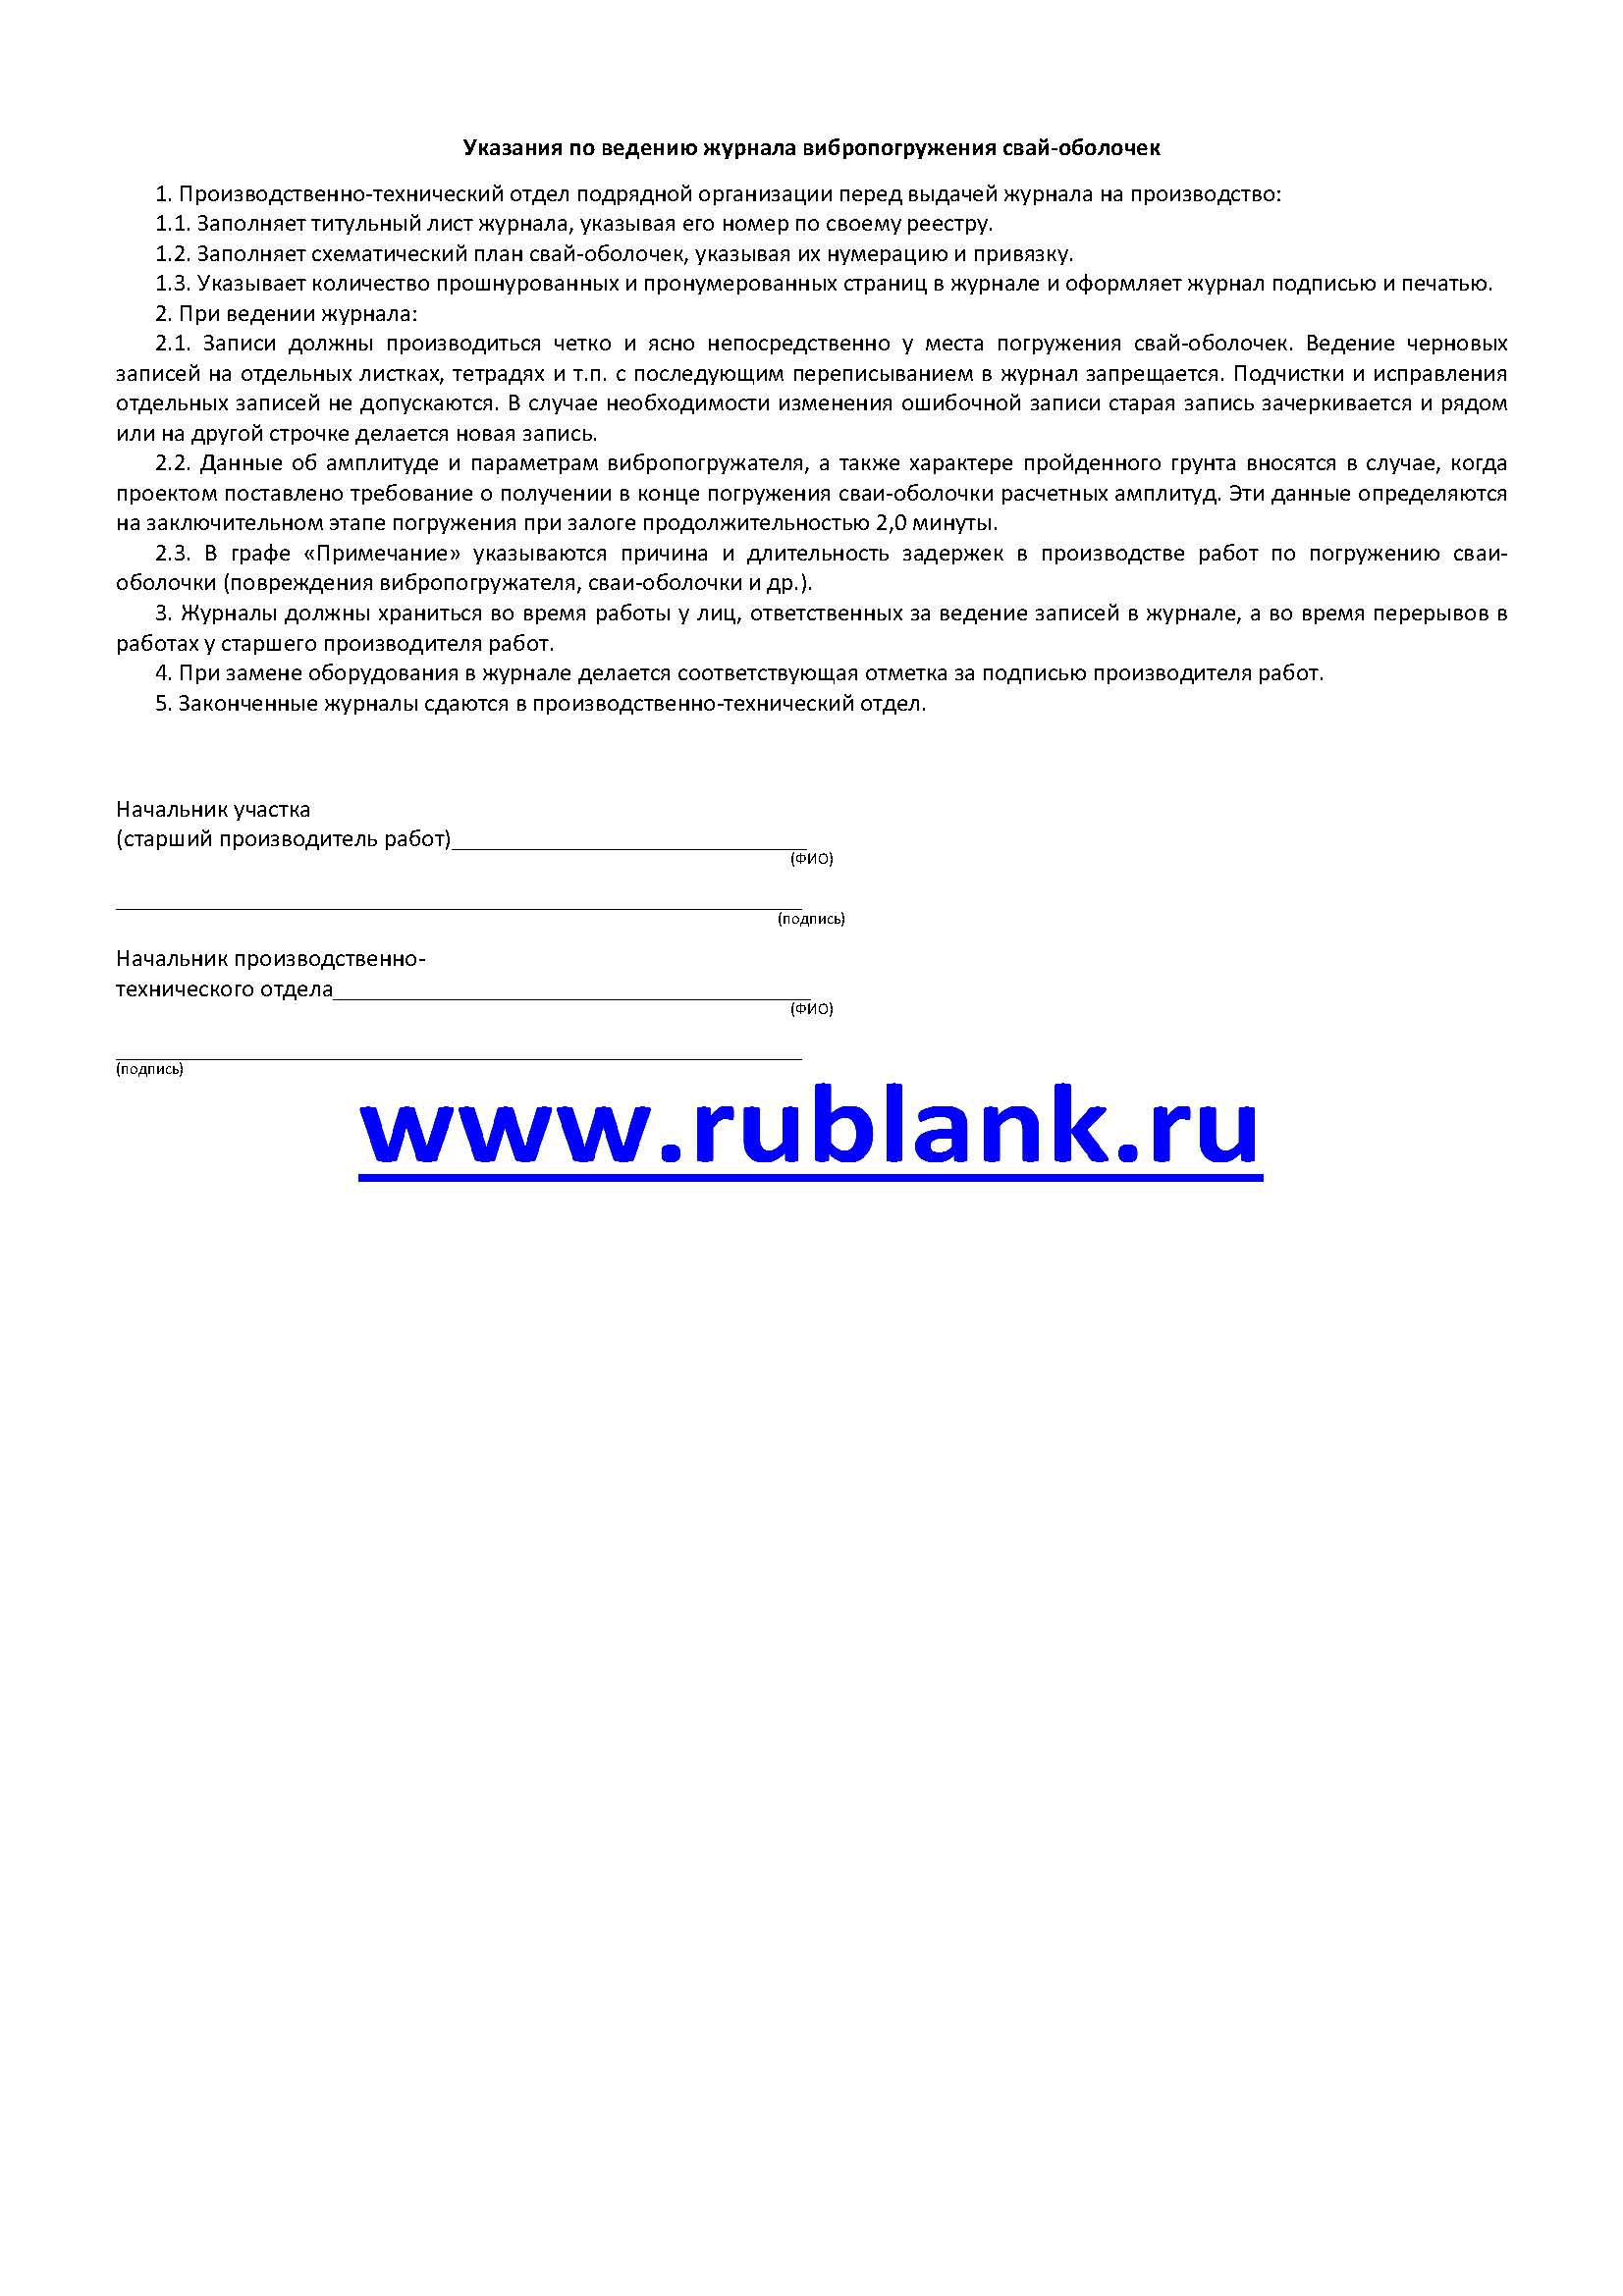 Указания по ведению журнала вибропогружения свай-оболочек
1. Производственно-технический отдел подрядной организации перед выдачей журнала на производство:
1.1. Заполняет титульный лист журнала, указывая его номер по своему реестру.
1.2. Заполняет схематический план свай-оболочек, указывая их нумерацию и привязку.
1.3. Указывает количество прошнурованных и пронумерованных страниц в журнале и оформляет журнал подписью и печатью.
2. При ведении журнала:
2.1. Записи должны производиться четко и ясно непосредственно у места погружения свай-оболочек. Ведение черновых
записей на отдельных листках, тетрадях и т.п. с последующим переписыванием в журнал запрещается. Подчистки и исправления
отдельных записей не допускаются. В случае необходимости изменения ошибочной записи старая запись зачеркивается и рядом
или на другой строчке делается новая запись.
2.2. Данные об амплитуде и параметрам вибропогружателя, а также характере пройденного грунта вносятся в случае, когда
проектом поставлено требование о получении в конце погружения сваи-оболочки расчетных амплитуд. Эти данные определяются
на заключительном этапе погружения при залоге продолжительностью 2,0 минуты.
2.3. В графе «Примечание» указываются причина и длительность задержек в производстве работ по погружению сваи-
оболочки (повреждения вибропогружателя, сваи-оболочки и др.).
3. Журналы должны храниться во время работы у лиц, ответственных за ведение записей в журнале, а во время перерывов в
работах у старшего производителя работ.
4. При замене оборудования в журнале делается соответствующая отметка за подписью производителя работ.
5. Законченные журналы сдаются в производственно-технический отдел.
Начальник участка
(старший производитель работ)______________________________
(ФИО)
__________________________________________________________
(подпись)
Начальник производственно-
технического отдела________________________________________
(ФИО)
__________________________________________________________
(подпись)
www.rublank.ru